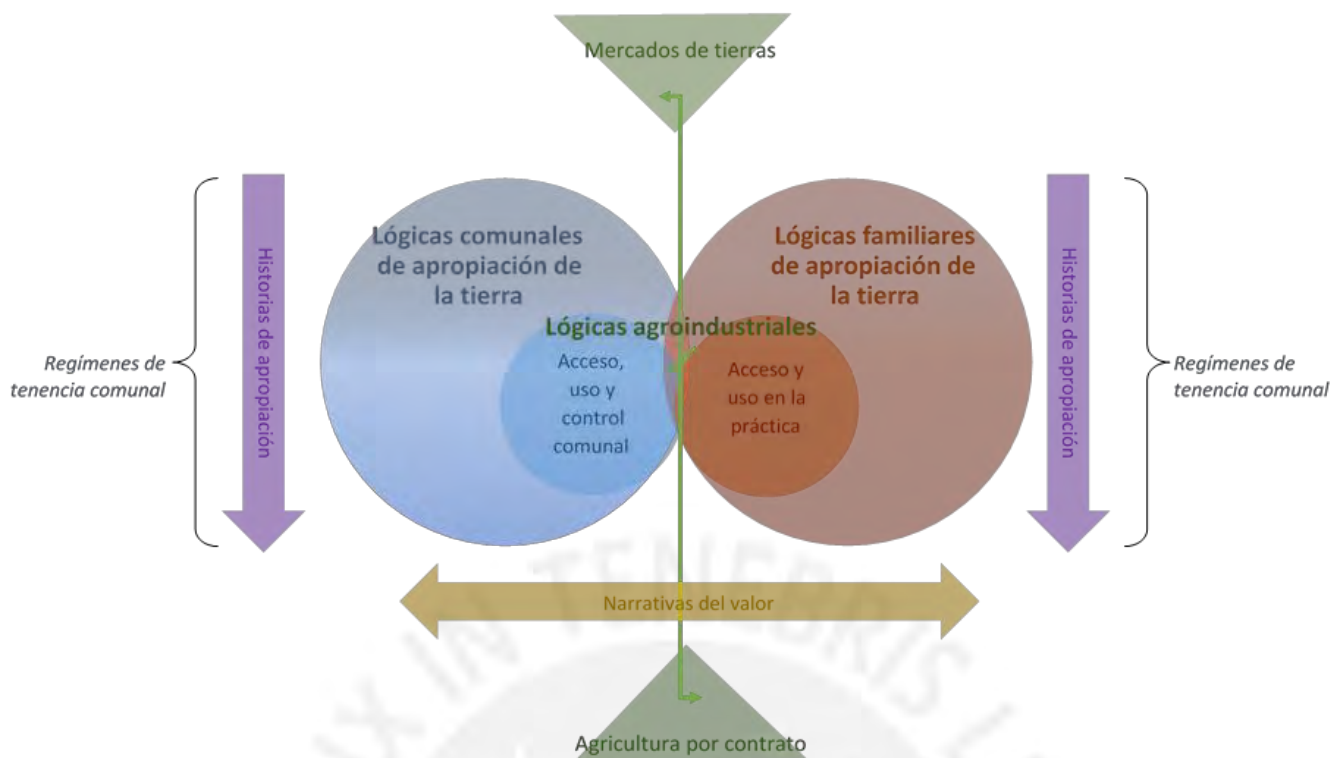 Mercados de tierras
Lógicas comunales
de apropiación de
la tierra
Lógicas familiares
de apropiación de
la tierra
Historias de apropiación
Historias de apropiación
Regímenes de
tenencia comunal
Regímenes de
tenencia comunal
Lógicas agroindustriales
Acceso,
uso y
control
comunal
Acceso y
uso en la
práctica
Narrativas del valor
Agricultura por contrato
IN TENEBRIS